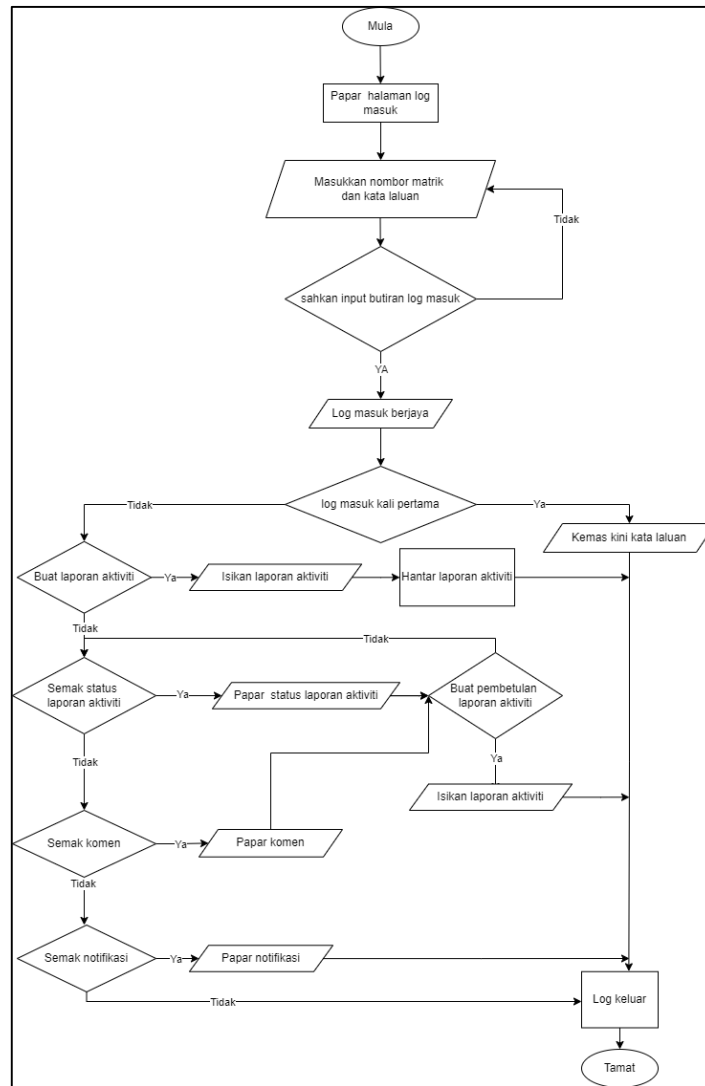 Mula
Papar halaman log
masuk
Masukkan nombor matrik
dan kata laluan
Tidak
sahkan input butiran log masuk
YA
Log masuk berjaya
log masuk kali pertama
Tidak
Ya
Kemas kini kata laluan
Buat laporan aktiviti
Ya
Isikan laporan aktiviti
Hantar laporan aktiviti
Tidak
Tidak
Semak status
laporan aktiviti
Ya
Papar status laporan aktiviti
Buat pembetulan
laporan aktiviti
Ya
Tidak
Isikan laporan aktiviti
Semak komen
Ya
Papar komen
Tidak
Semak notifikasi
Ya
Papar notifikasi
Tidak
Log keluar
Tamat